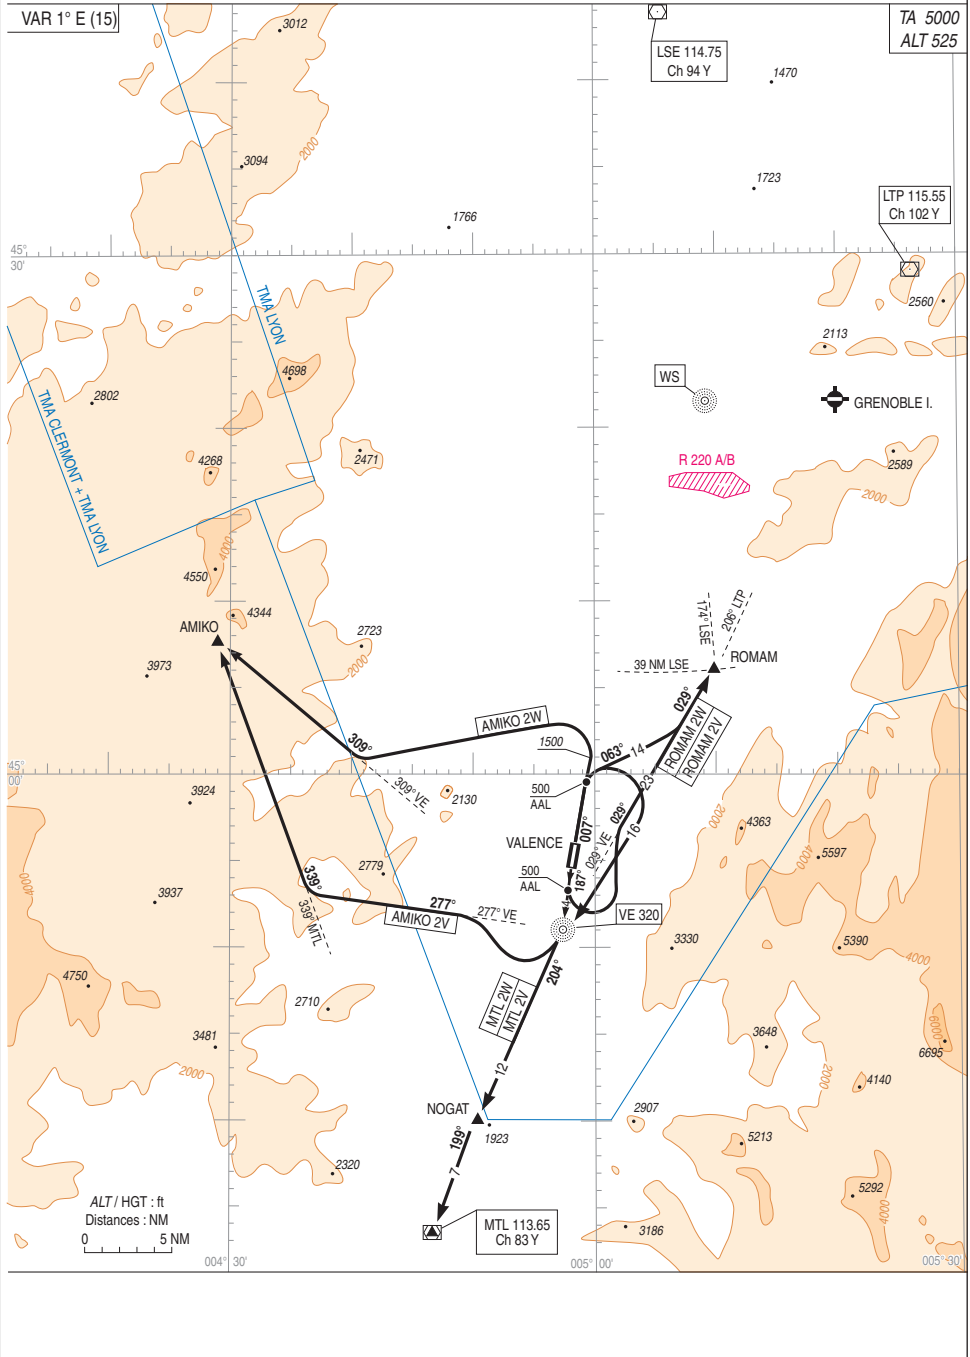 VAR 1° E (15)
TA 5000
ALT 525
3012
LSE 114.75
Ch 94 Y
1470
2000
3094
1723
LTP 115.55
Ch 102 Y
1766
45°
30'
TMA LYON
2560
2113
4698
WS
2802
GRENOBLE I.
TMA CLERMONT + TMA LYON
4268
2471
R 220 A/B
2589
2000
4000
4550
4344
174° LSE
206° LTP
AMIKO
2723
2000
39 NM LSE
ROMAM
3973
029°
AMIKO 2W
ROMAM 2W
ROMAM 2V
309°
1500
063°
14
45°
00'
309° VE
23
3924
2130
500
AAL
2000
007°
029°
16
4363
VALENCE
029° VE
5597
4000
2779
4000
339°
500
AAL
187°
3937
277°
4
339° MTL
AMIKO 2V
277° VE
VE 320
3330
5390
4000
204°
4750
MTL 2W
MTL 2V
2710
6000
3481
3648
6695
2000
12
2000
4140
NOGAT
2907
1923
199°
5213
2320
7
5292
4000
ALT / HGT : ft
Distances : NM
0
5 NM
MTL 113.65
Ch 83 Y
3186
004° 30'
005° 00'
005° 30'